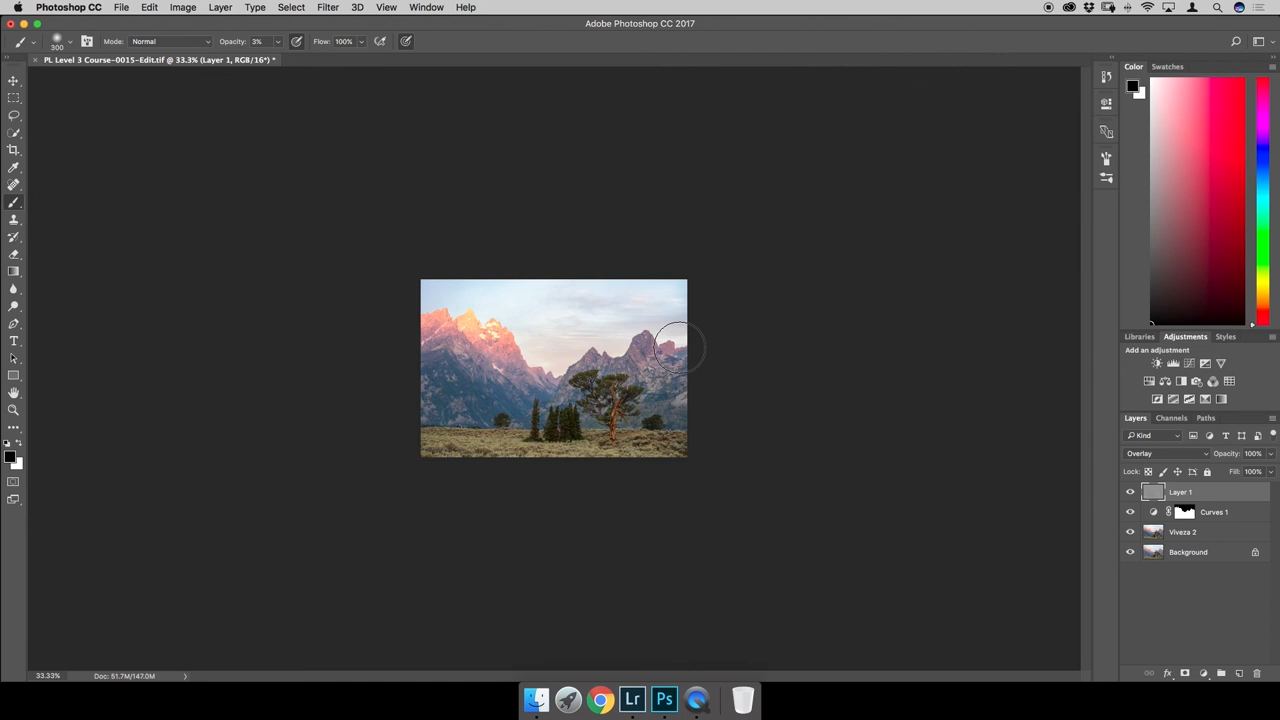 Photoshop CC File Edit Image Layer Type Select Filter 3D View Window Help
Adobe Photoshop CC 2017
300 Mode: Normal Opacity: 3% Flow: 100%
PL Level 3 Course-0015-Edit.tif @ 33.3% (Layer 1, RGB/16*) *
Color Swatches
Libraries Adjustments Styles
Add an adjustment
Layers Channels Paths
Kind
Overlay Opacity: 100%
Lock: Fill: 100%
Layer 1
Curves 1
Viveza 2
Background
33.33% Doc: 51.7M/147.0M
Lr Ps